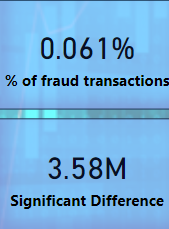 0.061%
% of fraud transactions
3.58M
Significant Difference